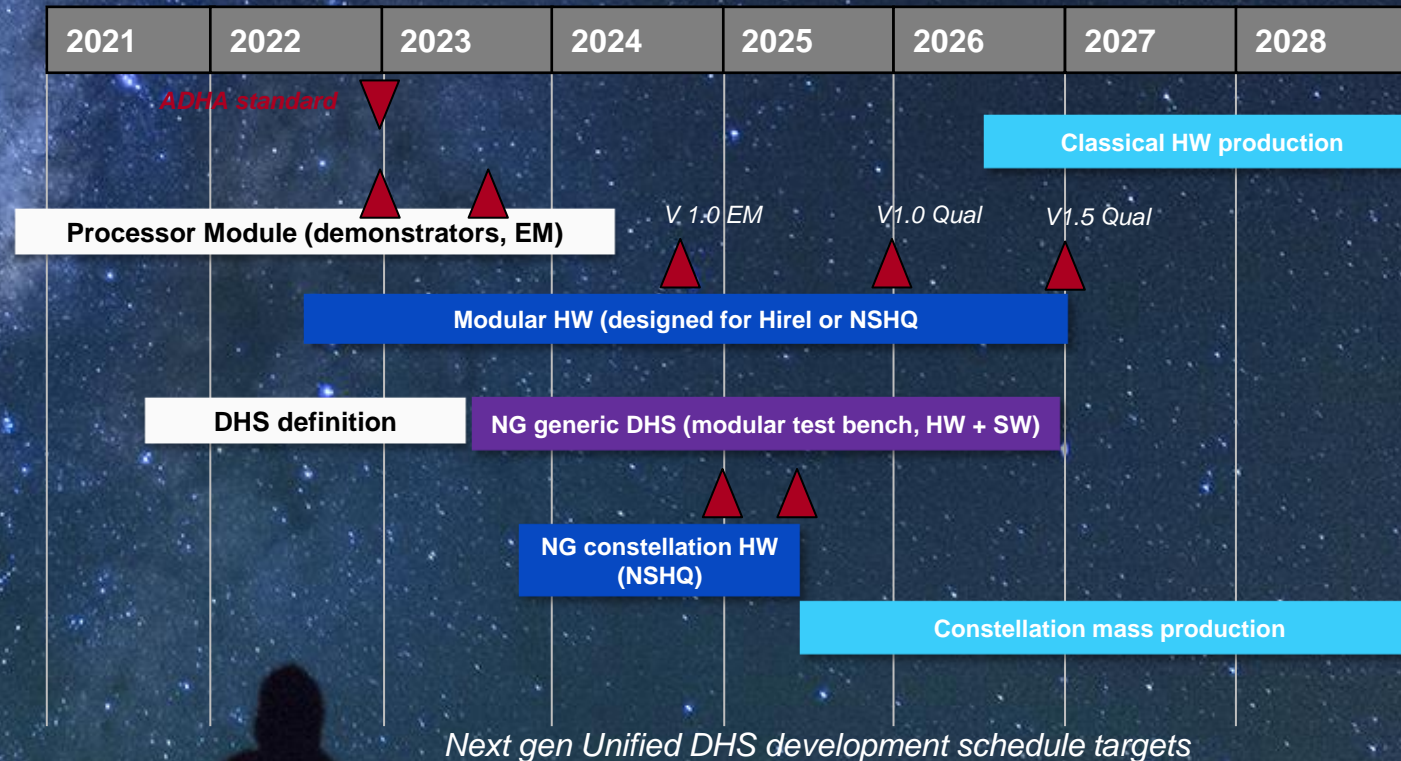 2021 2022 2023 2024 2025 2026 2027 2028
ADHA standard
Classical HW production
V 1.0 EM V1.0 Qual V1.5 Qual
Processor Module (demonstrators, EM)
Modular HW (designed for Hirel or NSHQ
DHS definition
NG generic DHS (modular test bench, HW + SW)
NG constellation HW
(NSHQ)
Constellation mass production
Next gen Unified DHS development schedule targets